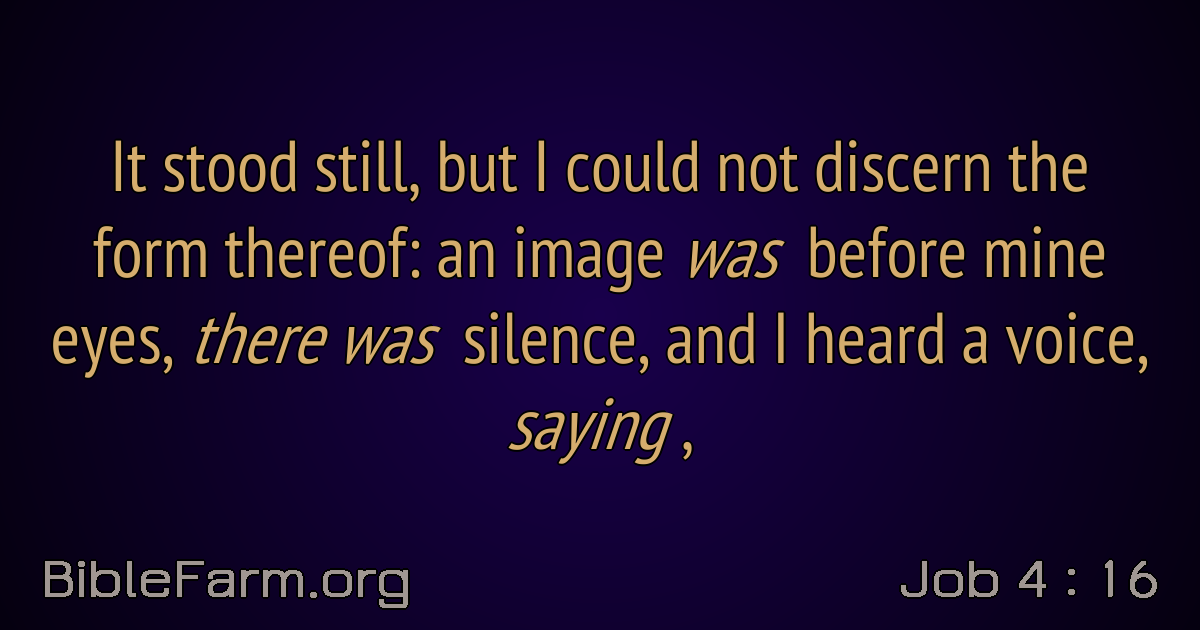 It stood still, but I could not discern the
form thereof: an image was before mine
eyes, there was silence, and I heard a voice,
saying ,
BibleFarm.org
Job 4 : 16